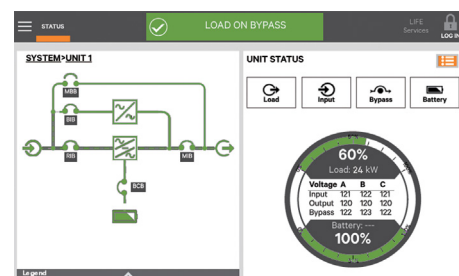 STATUS
LOAD ON BYPASS
LIFE
Services
LOG IN
SYSTEM>UNIT 1
MBB
BIB
RIB
MIB
BCB
Legend
UNIT STATUS
Load
Input
Bypass
Battery
60%
Load: 24 kW
Voltage A B C
Input 121 122 121
Output 120 120 120
Bypass 122 123 122
Battery: ---
100%